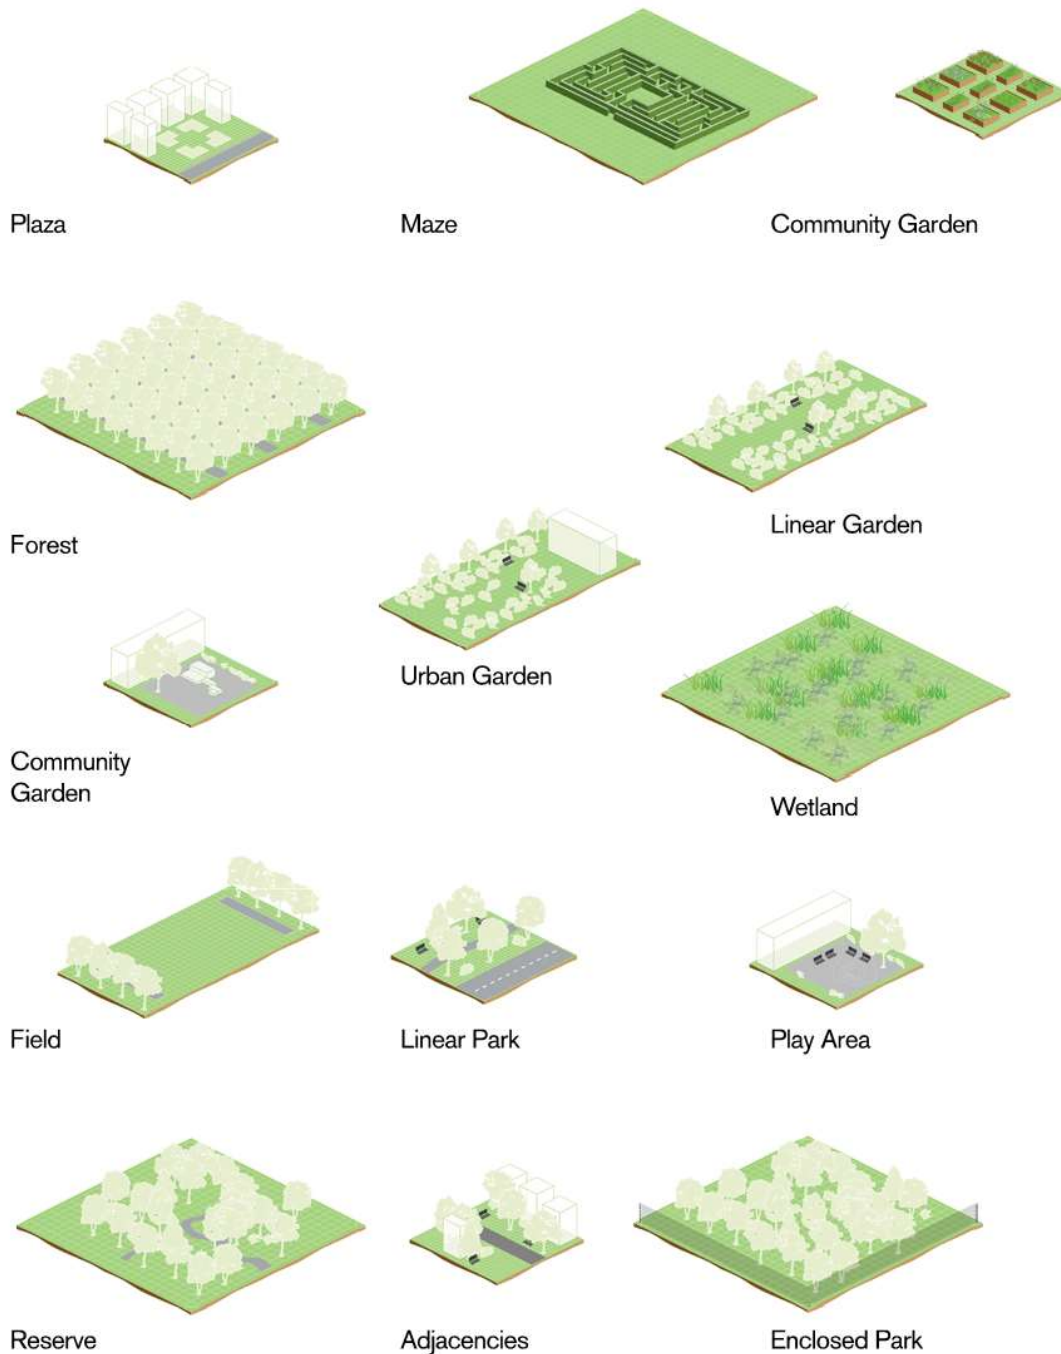 Plaza
Maze
Community Garden
Forest
Linear Garden
Urban Garden
Community
Garden
Wetland
Field
Linear Park
Play Area
Reserve
Adjacencies
Enclosed Park